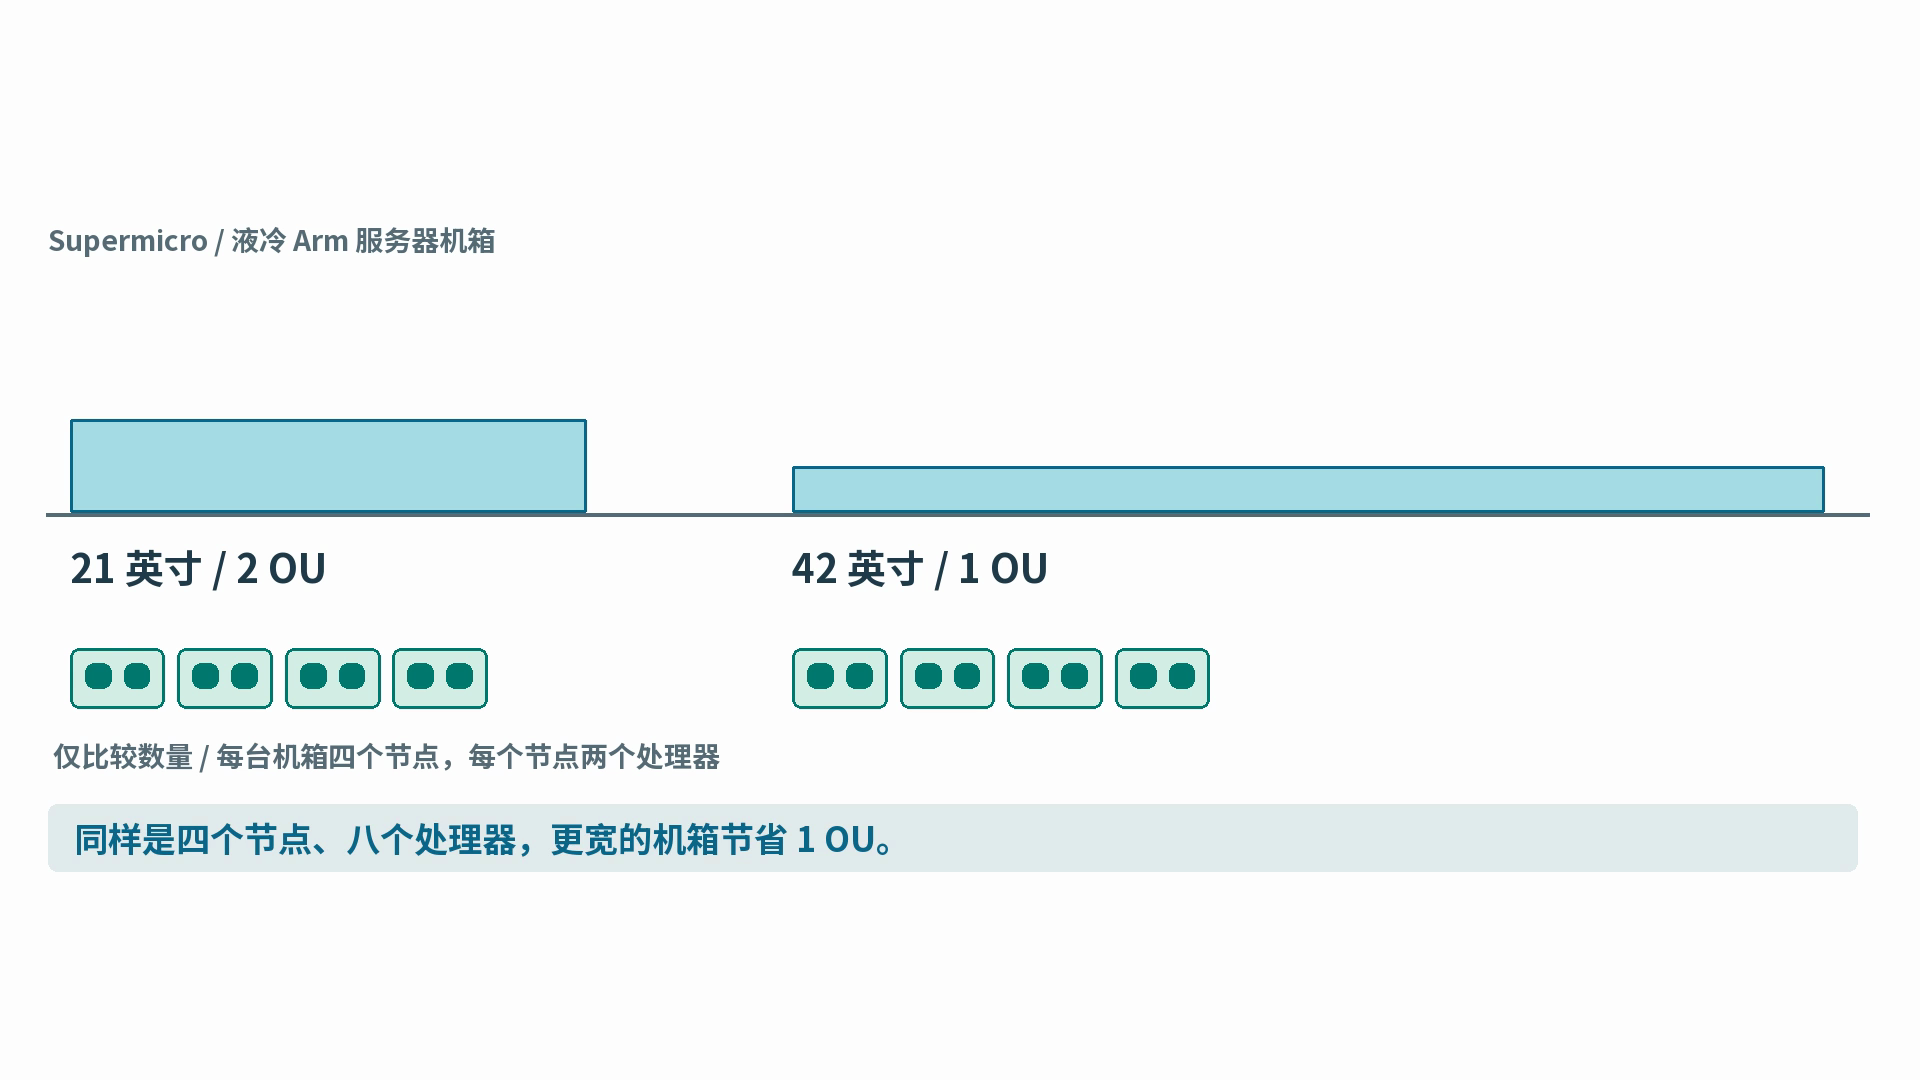 Supermicro / 液冷 Arm 服务器机箱
21 英寸 / 2 OU
42 英寸 / 1 OU
仅比较数量 / 每台机箱四个节点，每个节点两个处理器
同样是四个节点、八个处理器，更宽的机箱节省 1 OU。